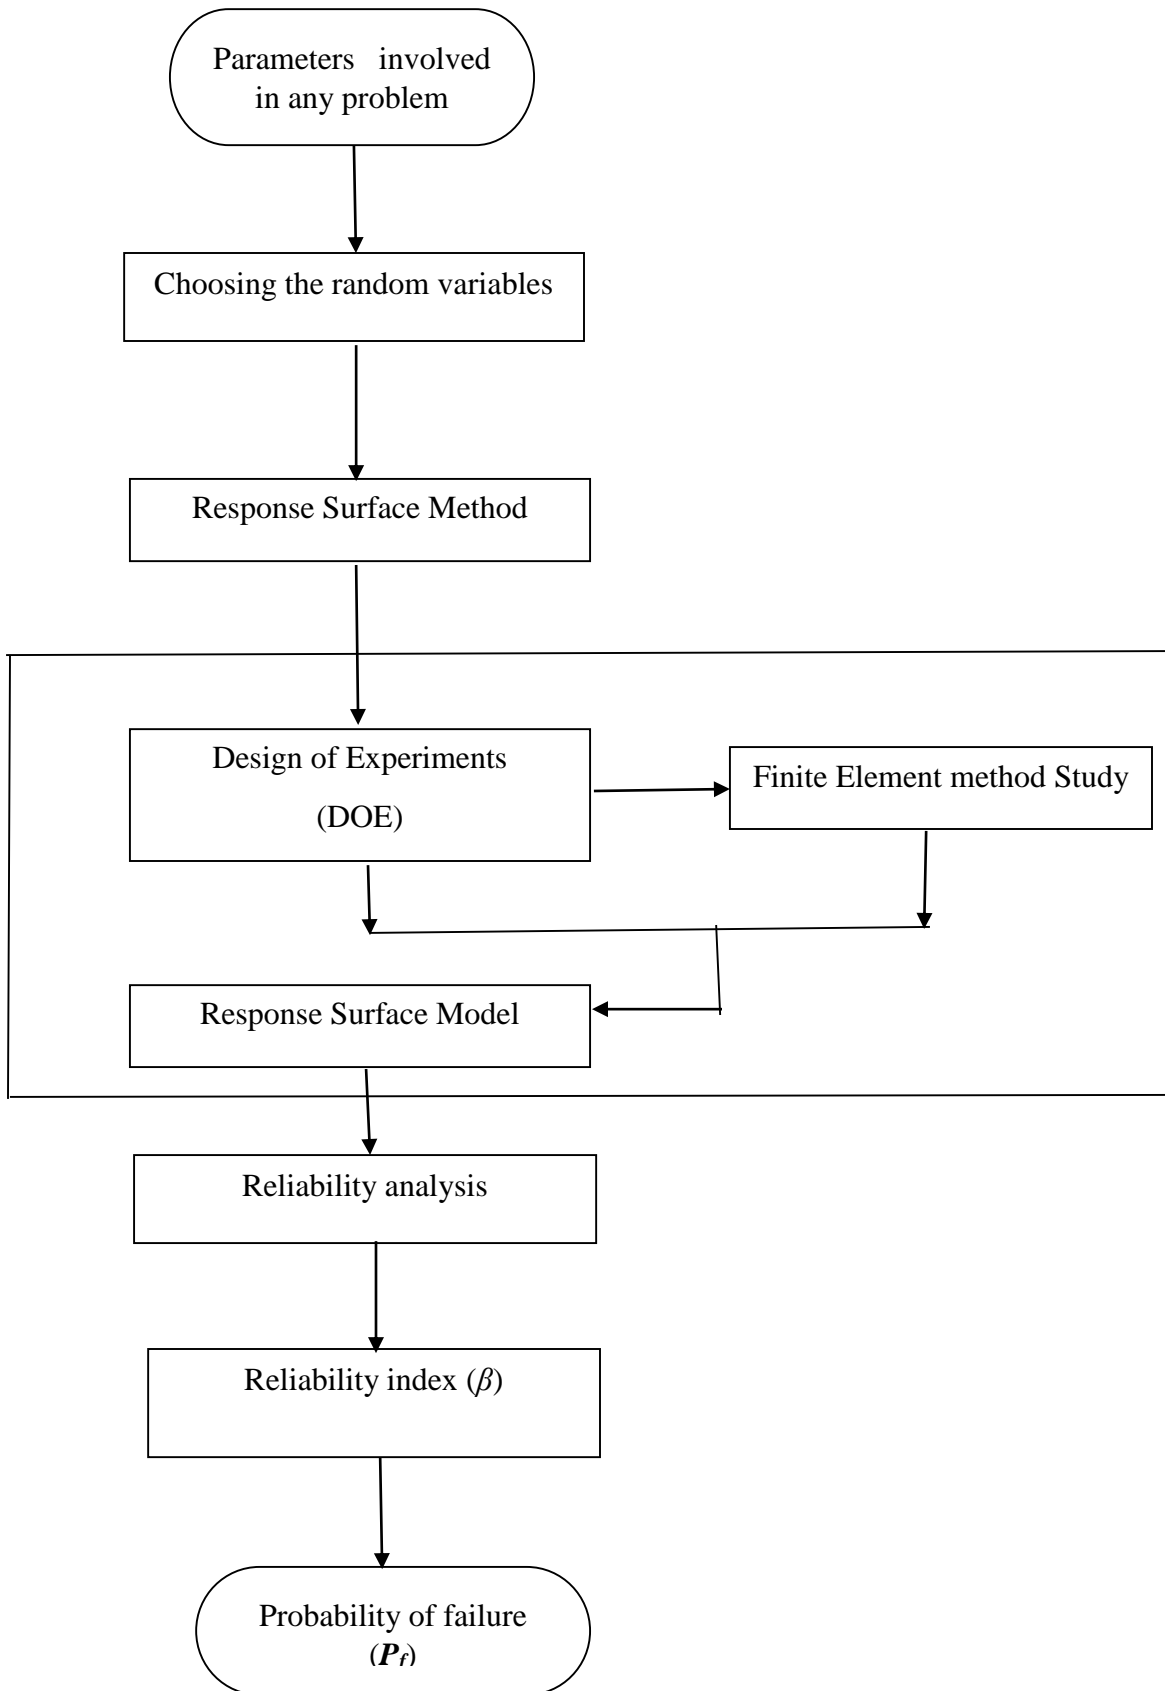 Parameters involved
in any problem
Choosing the random variables
Response Surface Method
Design of Experiments
(DOE)
Finite Element method Study
Response Surface Model
Reliability analysis
Reliability index (β)
Probability of failure
(Pf)